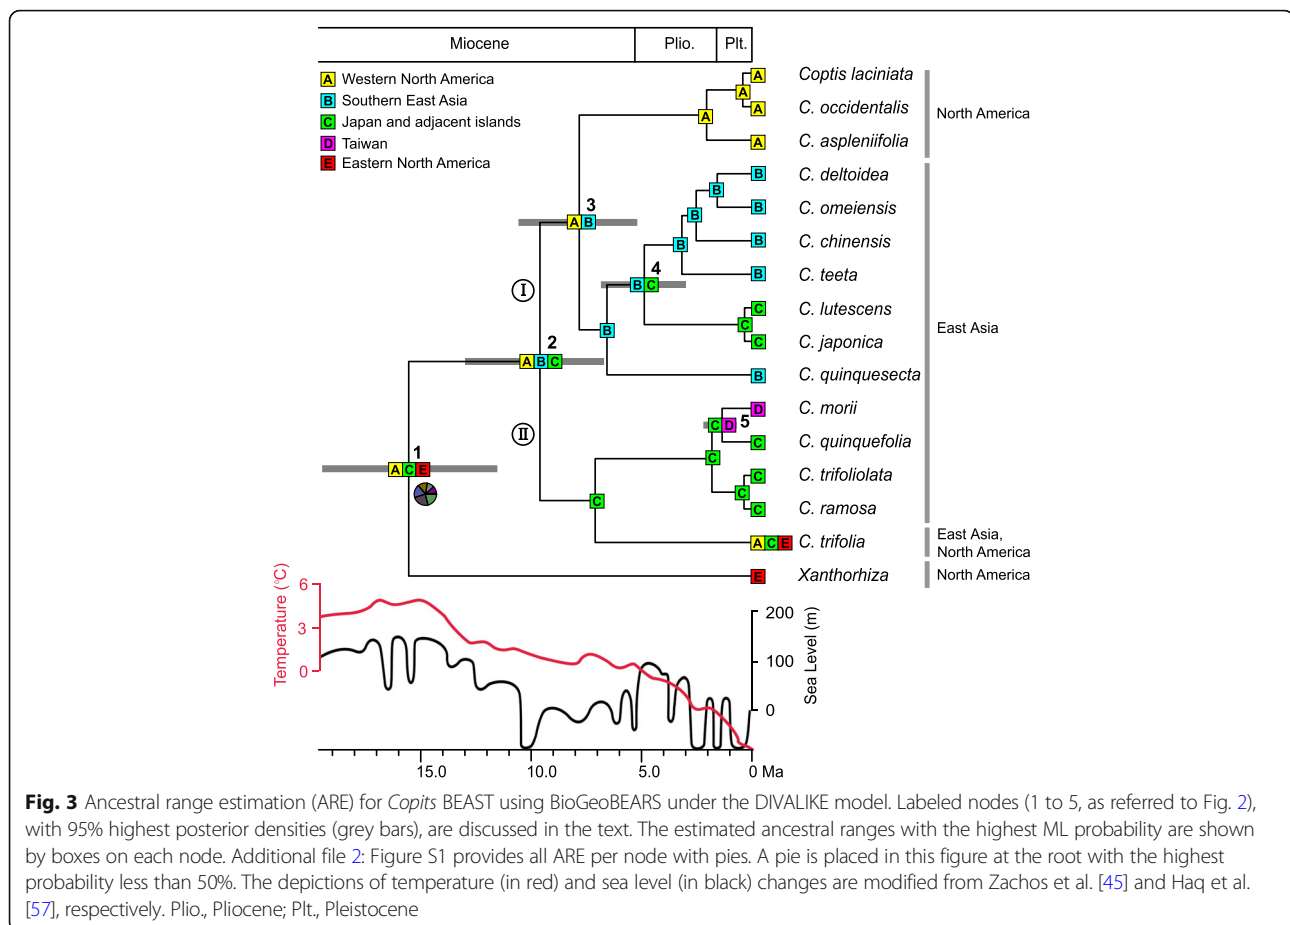 Miocene Plio. Plt.
A Western North America
B Southern East Asia
C Japan and adjacent islands
D Taiwan
E Eastern North America
A Coptis laciniata
A
A C. occidentalis
A
A C. aspleniifolia
North America
B C. deltoidea
B
B C. omeiensis
B
B C. chinensis
B
B C. teeta
3
A B
4
B C
C C. lutescens
C
C C. japonica
East Asia
B
B C. quinquesecta
I
2
A B C
D C. morii
C D 5
C C. quinquefolia
II
C
1
A C E
C C. trifoliolata
C
C C. ramosa
C
A C E C. trifolia
East Asia,
North America
E Xanthorhiza
North America
Temperature (°C)
6
3
0
200
100
0
Sea Level (m)
15.0 10.0 5.0 0 Ma
Fig. 3 Ancestral range estimation (ARE) for Copits BEAST using BioGeoBEARS under the DIVALIKE model. Labeled nodes (1 to 5, as referred to Fig. 2),
with 95% highest posterior densities (grey bars), are discussed in the text. The estimated ancestral ranges with the highest ML probability are shown
by boxes on each node. Additional file 2: Figure S1 provides all ARE per node with pies. A pie is placed in this figure at the root with the highest
probability less than 50%. The depictions of temperature (in red) and sea level (in black) changes are modified from Zachos et al. [45] and Haq et al.
[57], respectively. Plio., Pliocene; Plt., Pleistocene